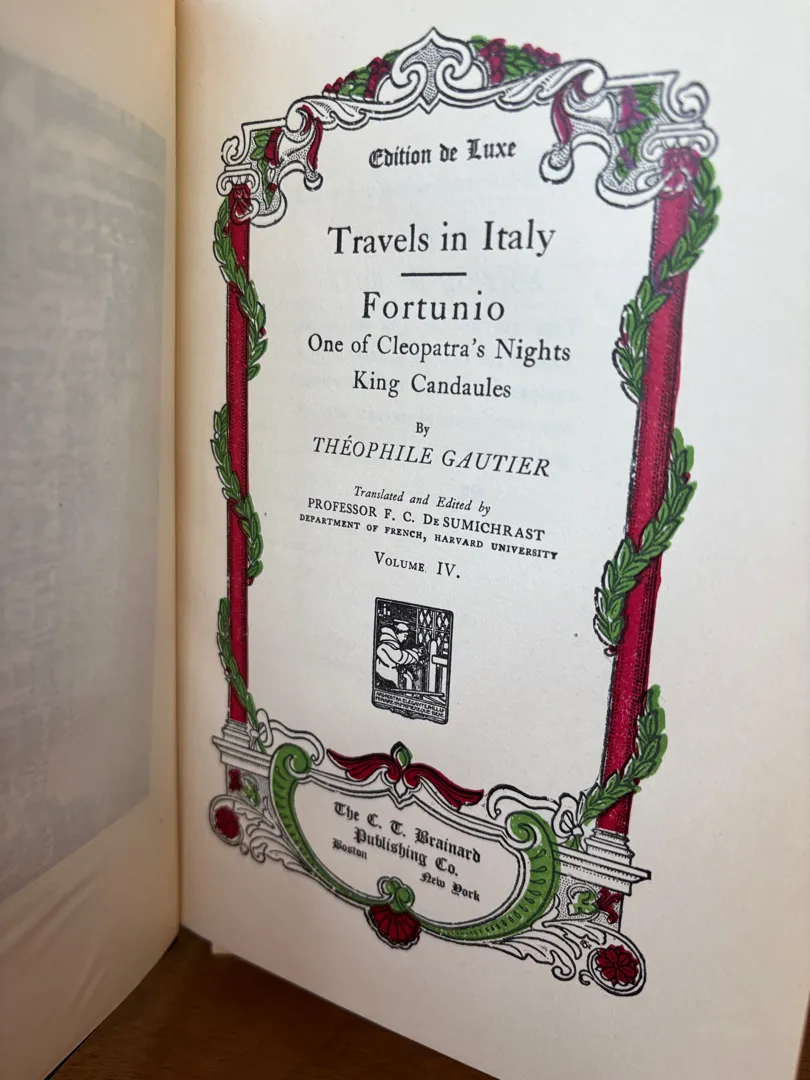 Edition de Luxe
Travels in Italy
Fortunio
One of Cleopatra's Nights
King Candaules
By
THÉOPHILE GAUTIER
Translated and Edited by
PROFESSOR F. C. DE SUMICHRAST
DEPARTMENT OF FRENCH, HARVARD UNIVERSITY
VOLUME IV.
The C. T. Brainard
Publishing Co.
Boston
New York